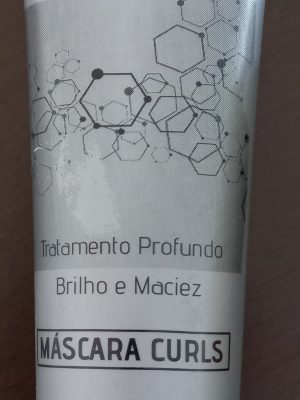 Tratamento Profundo
Brilho e Maciez
MÁSCARA CURLS